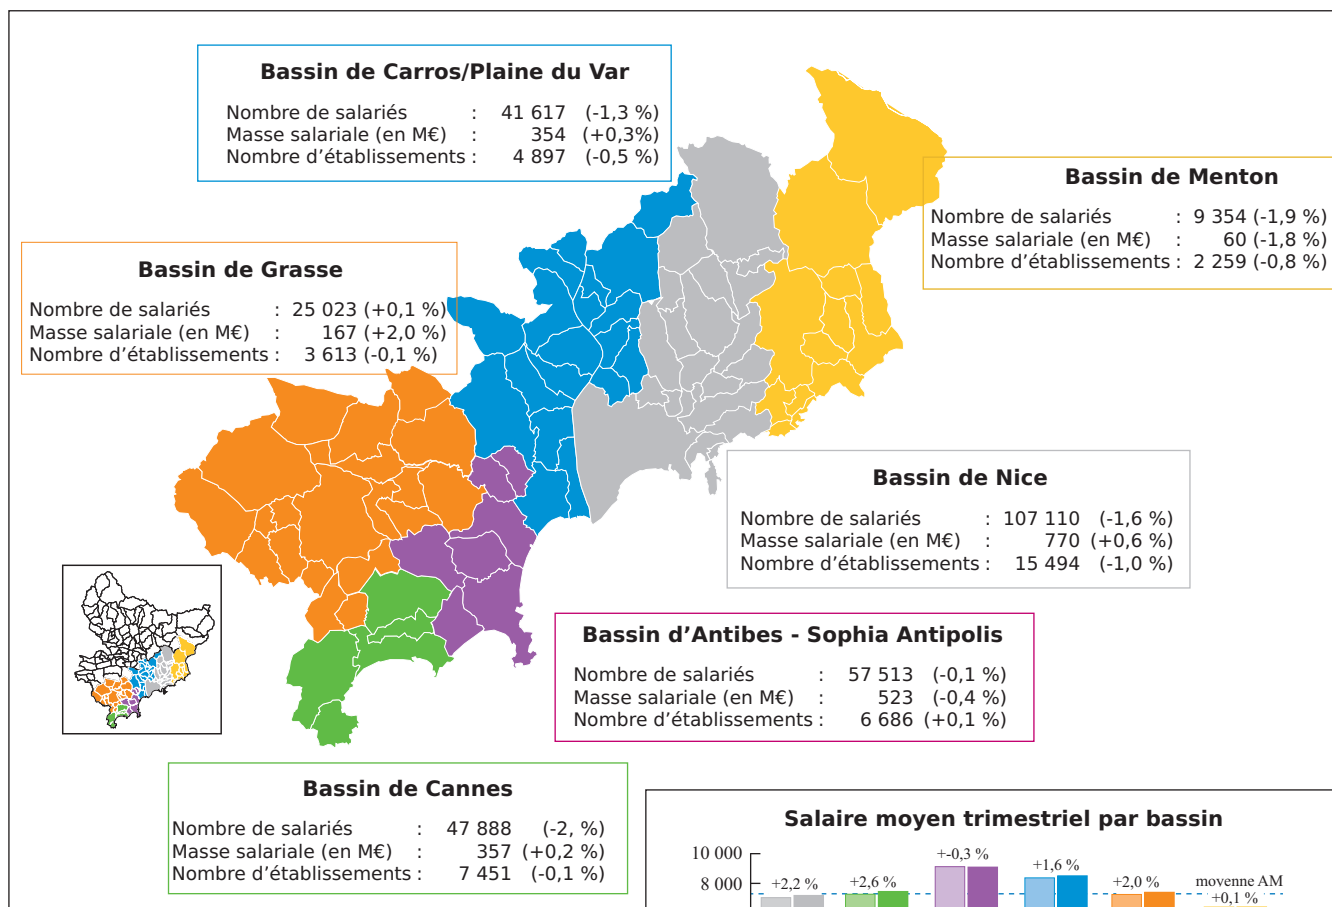 Bassin de Carros/Plaine du Var
Nombre de salariés : 41 617 (-1,3 %)
Masse salariale (en M€) : 354 (+0,3%)
Nombre d’établissements : 4 897 (-0,5 %)
Bassin de Menton
Nombre de salariés : 9 354 (-1,9 %)
Masse salariale (en M€) : 60 (-1,8 %)
Nombre d’établissements : 2 259 (-0,8 %)
Bassin de Grasse
Nombre de salariés : 25 023 (+0,1 %)
Masse salariale (en M€) : 167 (+2,0 %)
Nombre d’établissements : 3 613 (-0,1 %)
Bassin de Nice
Nombre de salariés : 107 110 (-1,6 %)
Masse salariale (en M€) : 770 (+0,6 %)
Nombre d’établissements : 15 494 (-1,0 %)
Bassin d’Antibes - Sophia Antipolis
Nombre de salariés : 57 513 (-0,1 %)
Masse salariale (en M€) : 523 (-0,4 %)
Nombre d’établissements : 6 686 (+0,1 %)
Bassin de Cannes
Nombre de salariés : 47 888 (-2, %)
Masse salariale (en M€) : 357 (+0,2 %)
Nombre d’établissements : 7 451 (-0,1 %)
Salaire moyen trimestriel par bassin
10 000
8 000
+2,2 %
+2,6 %
+-0,3 %
+1,6 %
+2,0 %
moyenne AM
+0,1 %